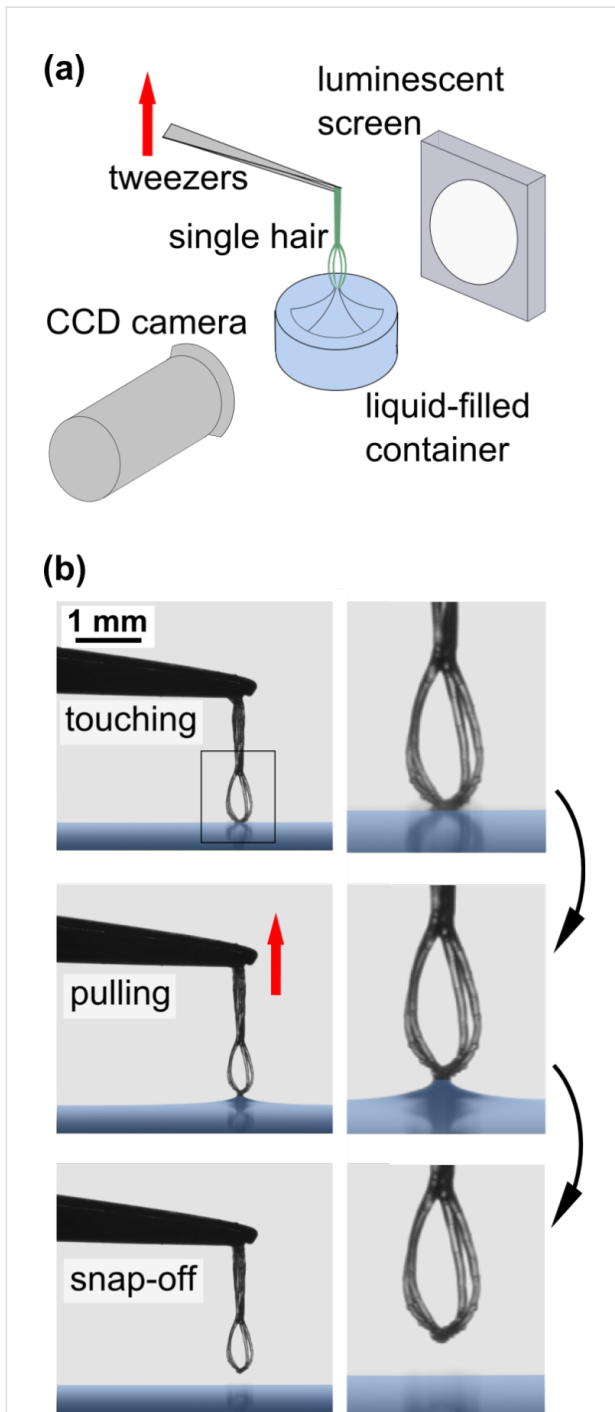 (a)
luminescent
screen
tweezers
single hair
CCD camera
liquid-filled
container
(b)
1 mm
touching
pulling
snap-off